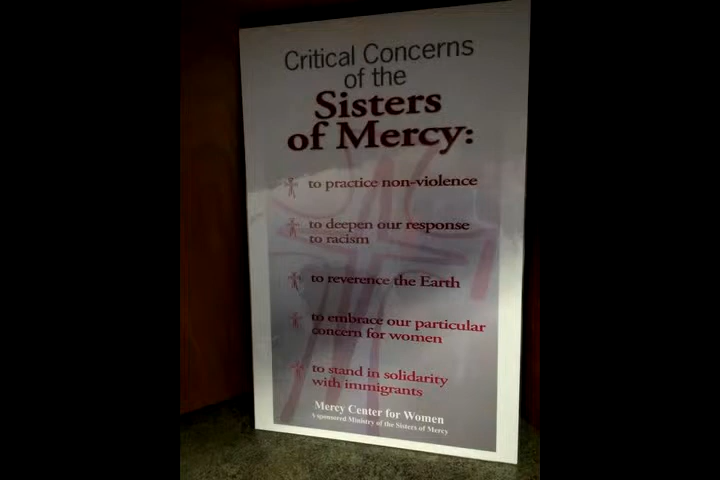 Critical Concerns
of the
Sisters
of Mercy:
to practice non-violence
to deepen our response
to racism
to reverence the Earth
to embrace our particular
concern for women
to stand in solidarity
with immigrants
Mercy Center for Women
A sponsored Ministry of the Sisters of Mercy